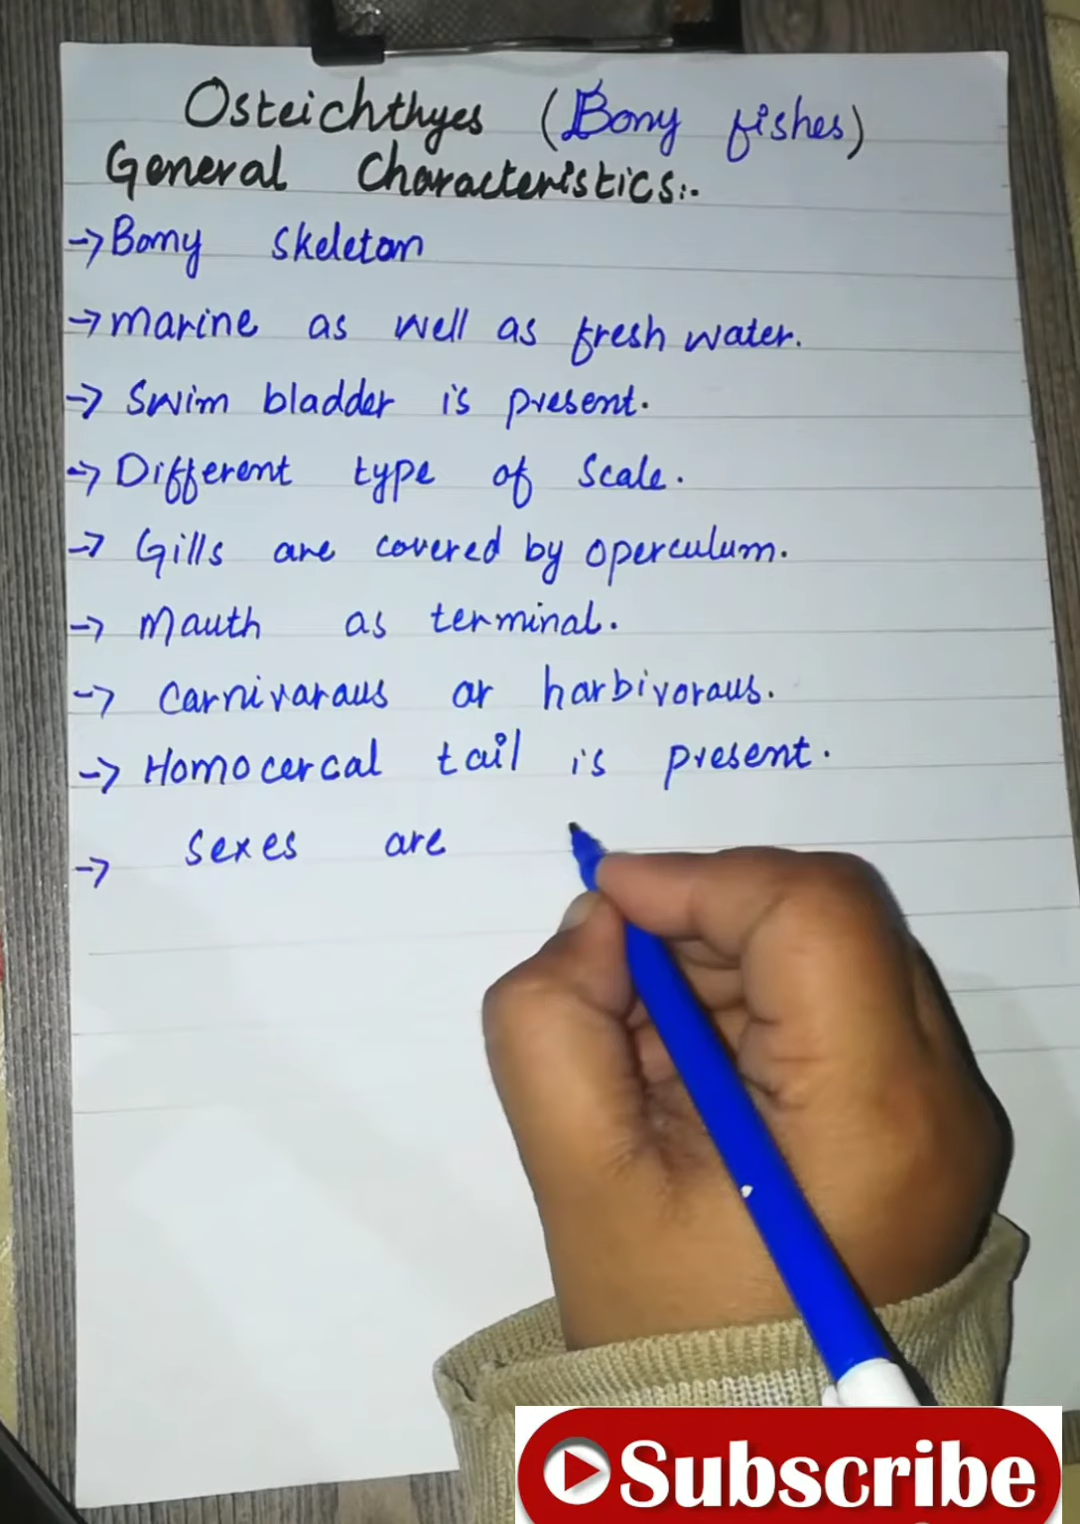 Osteichthyes (Bony fishes)
General Characteristics:-
→ Bony skeleton
→ marine as well as fresh water.
→ Swim bladder is present.
→ Different type of Scale.
→ Gills are covered by operculum.
→ Mauth as terminal.
→ Carnivaraus ar harbivoraus.
→ Homocercal tail is present.
→ sexes are
Subscribe